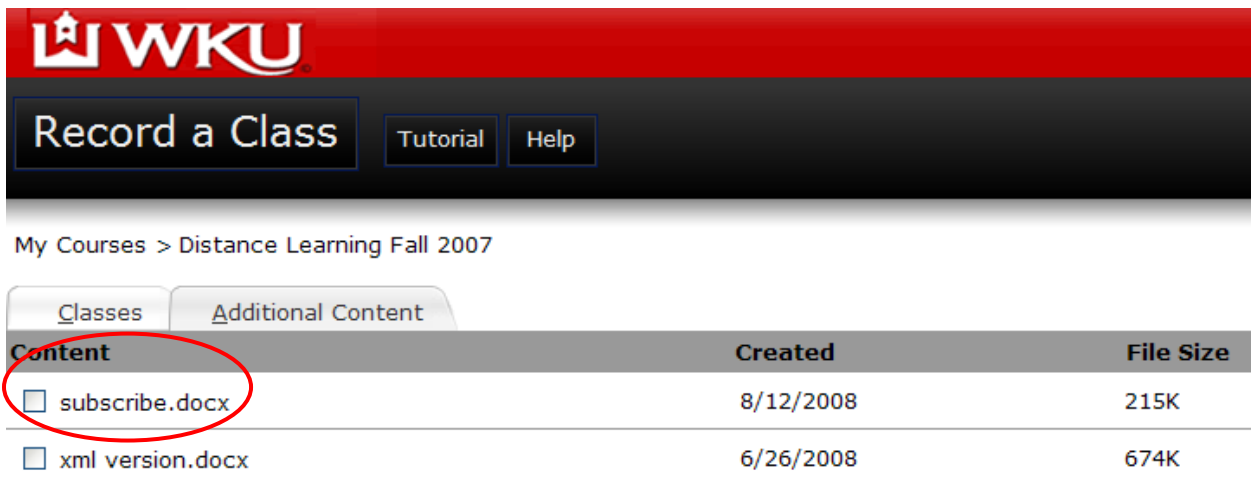 WKU
Record a Class Tutorial Help
My Courses > Distance Learning Fall 2007
Classes Additional Content
Content Created File Size
subscribe.docx 8/12/2008 215K
xml version.docx 6/26/2008 674K